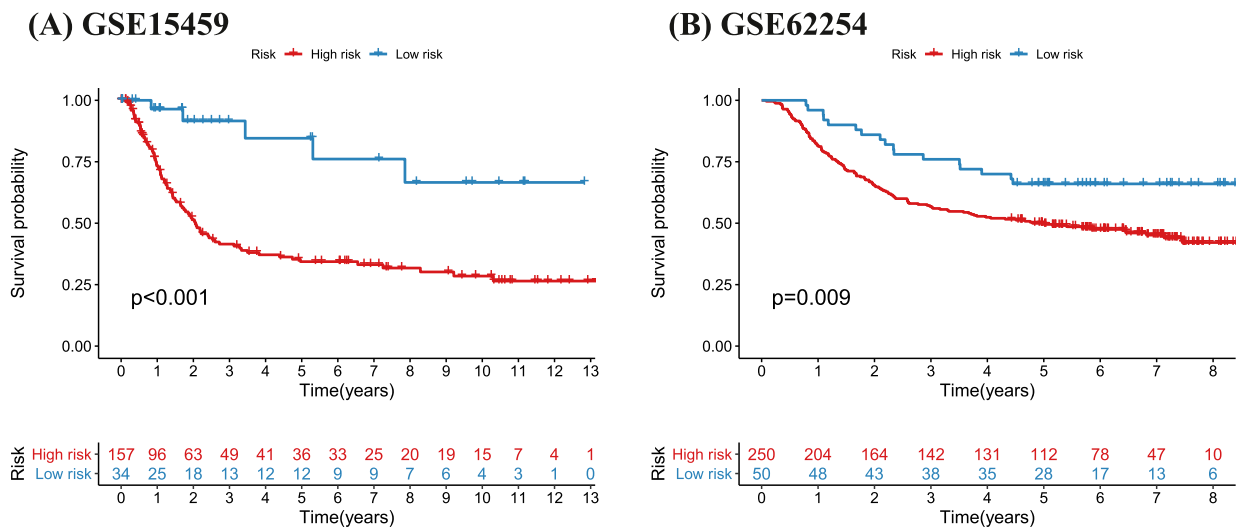 (A) GSE15459
Risk High risk Low risk
Survival probability
1.00
0.75
0.50
0.25
0.00
p<0.001
0 1 2 3 4 5 6 7 8 9 10 11 12 13
Time(years)
Risk
High risk 157 96 63 49 41 36 33 25 20 19 15 7 4 1
Low risk 34 25 18 13 12 12 9 9 7 6 4 3 1 0
0 1 2 3 4 5 6 7 8 9 10 11 12 13
Time(years)
(B) GSE62254
Risk High risk Low risk
Survival probability
1.00
0.75
0.50
0.25
0.00
p=0.009
0 1 2 3 4 5 6 7 8
Time(years)
Risk
High risk 250 204 164 142 131 112 78 47 10
Low risk 50 48 43 38 35 28 17 13 6
0 1 2 3 4 5 6 7 8
Time(years)